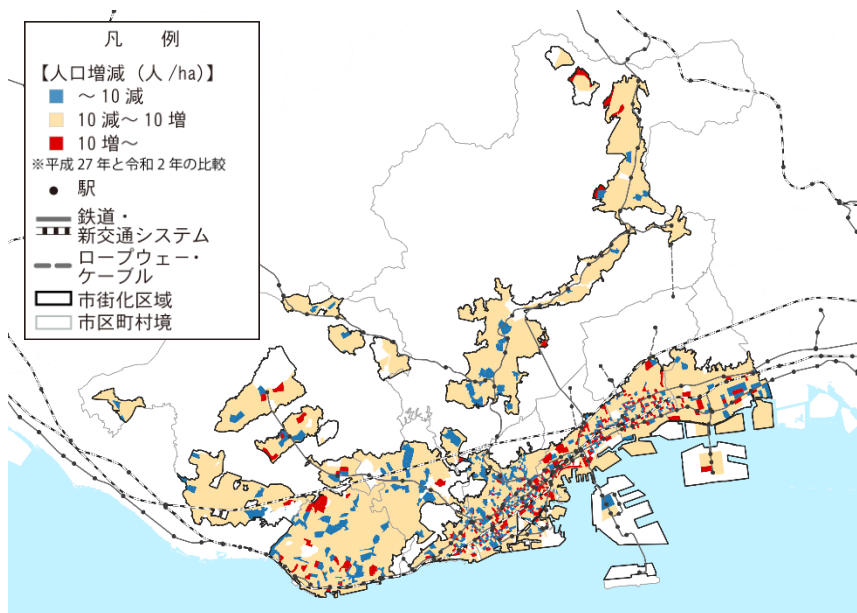 凡　例
【人口増減（人/ha）】
～10減
10減～10増
10増～
※平成27年と令和2年の比較
駅
鉄道・
新交通システム
ロープウェー・
ケーブル
市街化区域
市区町村境